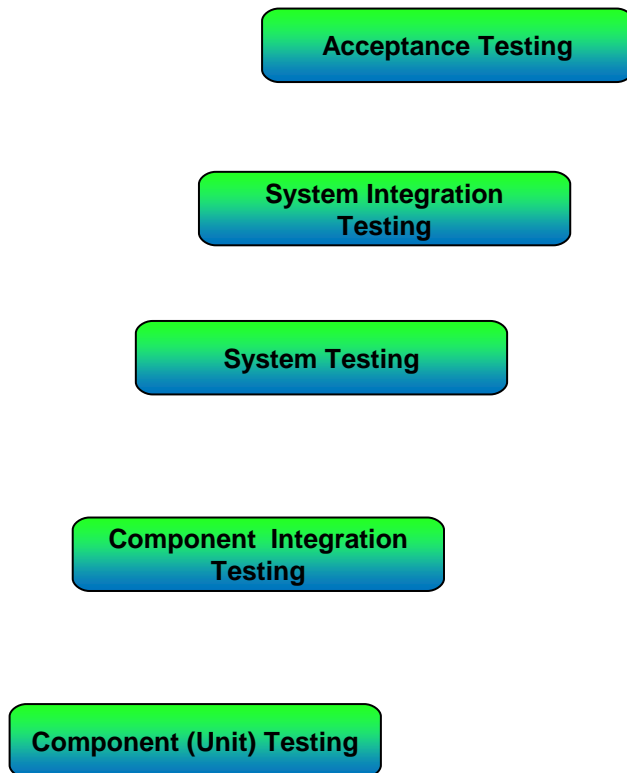 Acceptance Testing
System Integration
Testing
System Testing
Component  Integration
Testing
Component (Unit) Testing